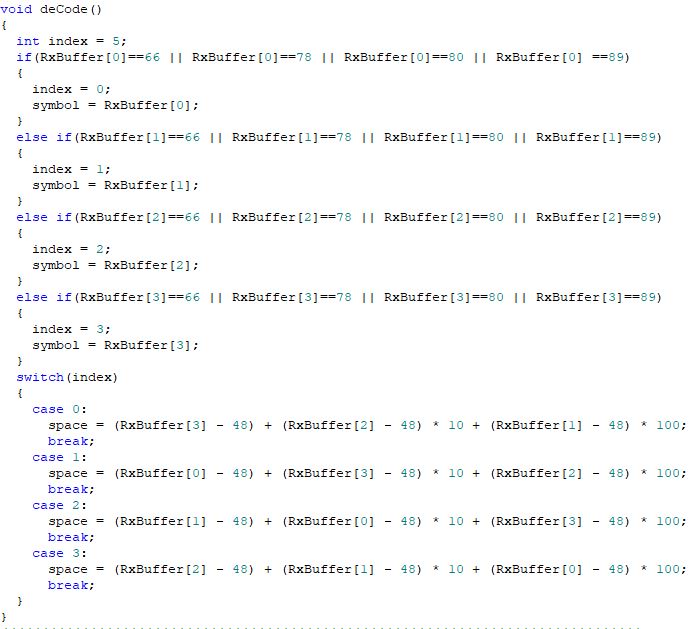 void deCode()
{
  int index = 5;
  if(RxBuffer[0]==66 || RxBuffer[0]==78 || RxBuffer[0]==80 || RxBuffer[0] ==89)
  {
    index = 0;
    symbol = RxBuffer[0];
  }
  else if(RxBuffer[1]==66 || RxBuffer[1]==78 || RxBuffer[1]==80 || RxBuffer[1]==89)
  {
    index = 1;
    symbol = RxBuffer[1];
  }
  else if(RxBuffer[2]==66 || RxBuffer[2]==78 || RxBuffer[2]==80 || RxBuffer[2]==89)
  {
    index = 2;
    symbol = RxBuffer[2];
  }
  else if(RxBuffer[3]==66 || RxBuffer[3]==78 || RxBuffer[3]==80 || RxBuffer[3]==89)
  {
    index = 3;
    symbol = RxBuffer[3];
  }
  switch(index)
  {
    case 0:
      space = (RxBuffer[3] - 48) + (RxBuffer[2] - 48) * 10 + (RxBuffer[1] - 48) * 100;
      break;
    case 1:
      space = (RxBuffer[0] - 48) + (RxBuffer[3] - 48) * 10 + (RxBuffer[2] - 48) * 100;
      break;
    case 2:
      space = (RxBuffer[1] - 48) + (RxBuffer[0] - 48) * 10 + (RxBuffer[3] - 48) * 100;
      break;
    case 3:
      space = (RxBuffer[2] - 48) + (RxBuffer[1] - 48) * 10 + (RxBuffer[0] - 48) * 100;
      break;
  }
}